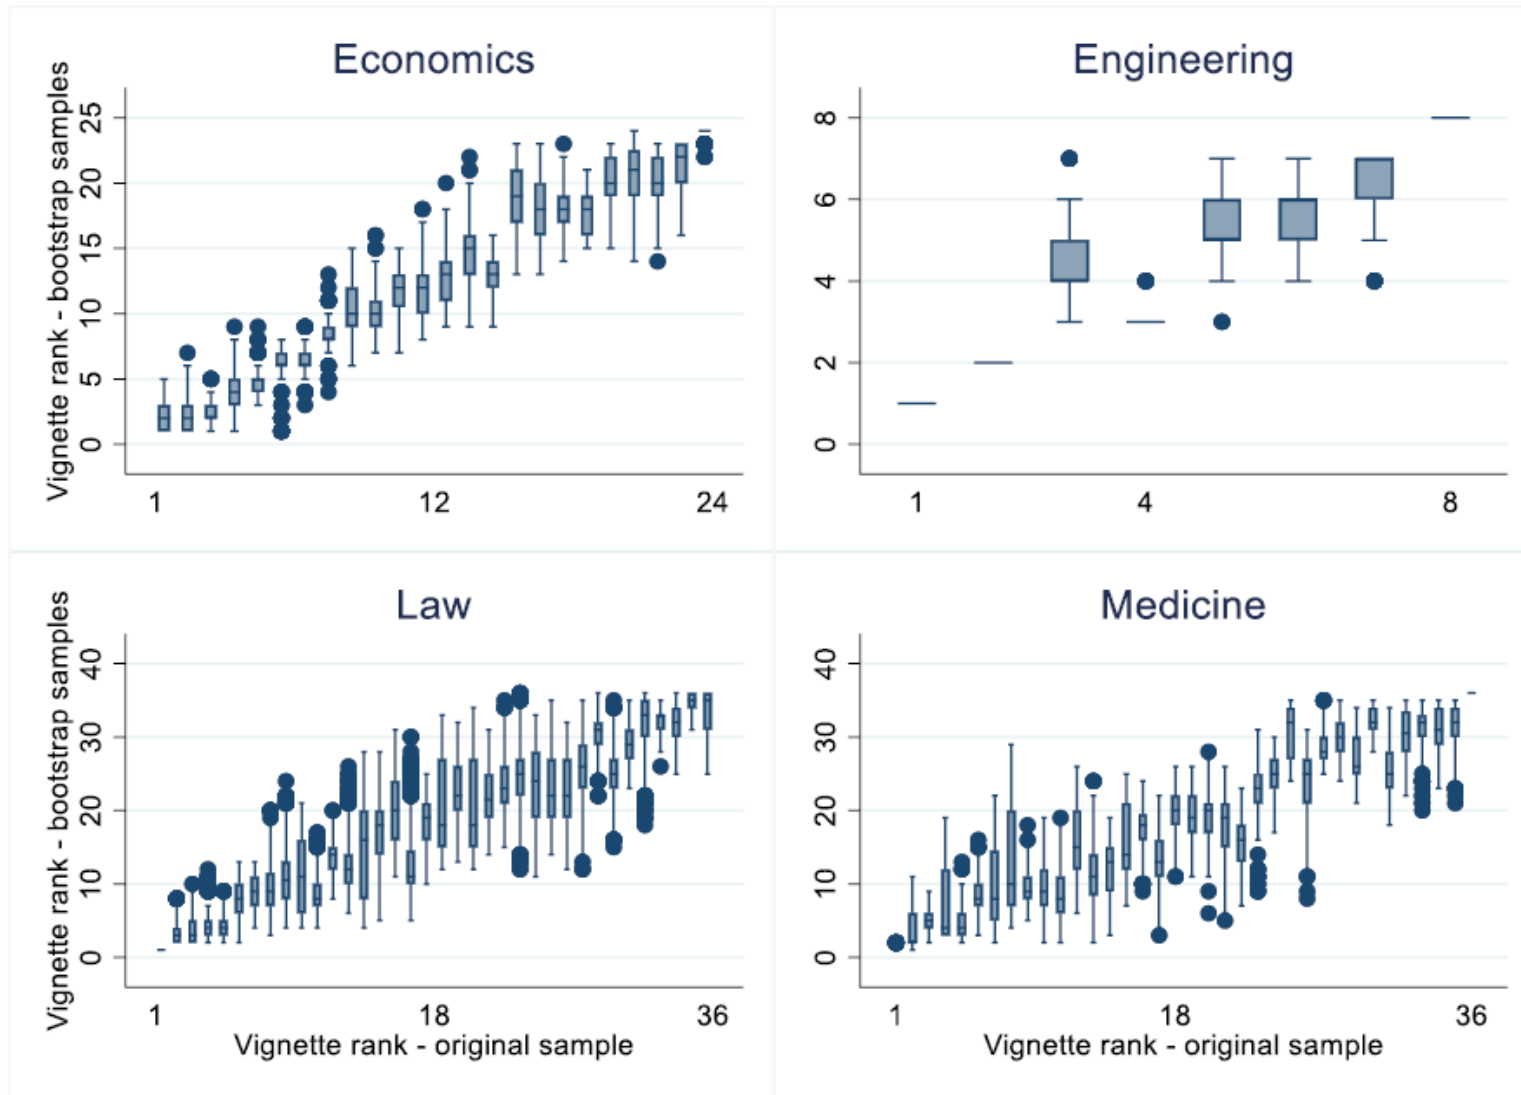 Economics
Vignette rank - bootstrap samples
25
20
15
10
5
0
1 12 24
Engineering
8
6
4
2
0
1 4 8
Law
Vignette rank - bootstrap samples
40
30
20
10
0
1 18 36
Vignette rank - original sample
Medicine
40
30
20
10
0
1 18 36
Vignette rank - original sample